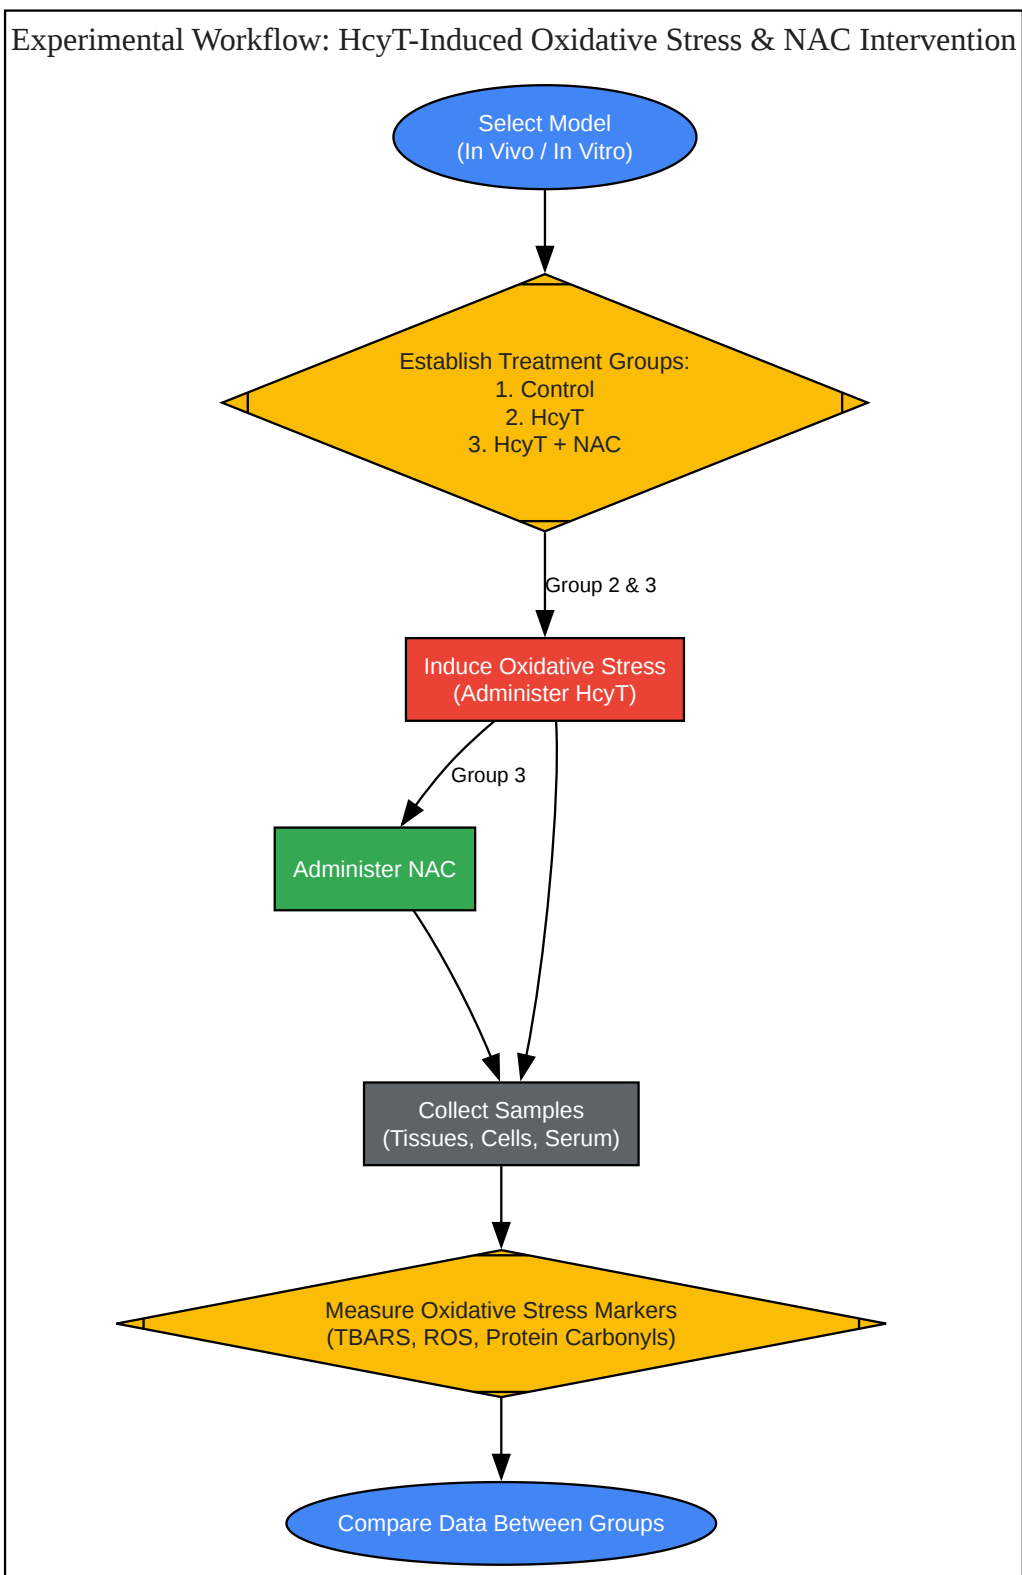 Experimental Workflow: HcyT-Induced Oxidative Stress & NAC Intervention
Select Model
(In Vivo / In Vitro)
Establish Treatment Groups:
1. Control
2. HcyT
3. HcyT + NAC
Group 2 & 3
Induce Oxidative Stress
(Administer HcyT)
Group 3
Administer NAC
Collect Samples
(Tissues, Cells, Serum)
Measure Oxidative Stress Markers
(TBARS, ROS, Protein Carbonyls)
Compare Data Between Groups